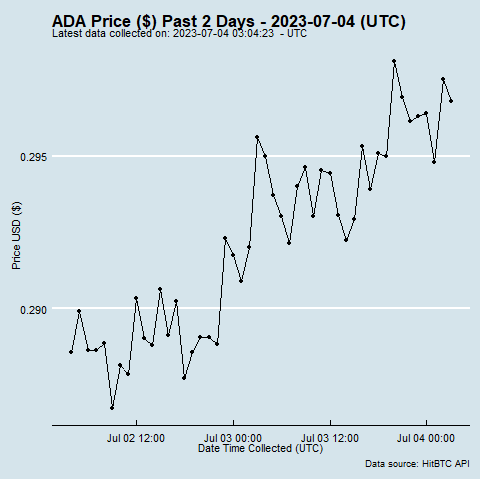 ADA Price ($) Past 2 Days - 2023-07-04 (UTC)
Latest data collected on: 2023-07-04 03:04:23  - UTC
Price USD ($)
0.295
0.290
Jul 02 12:00
Jul 03 00:00
Jul 03 12:00
Jul 04 00:00
Date Time Collected (UTC)
Data source: HitBTC API